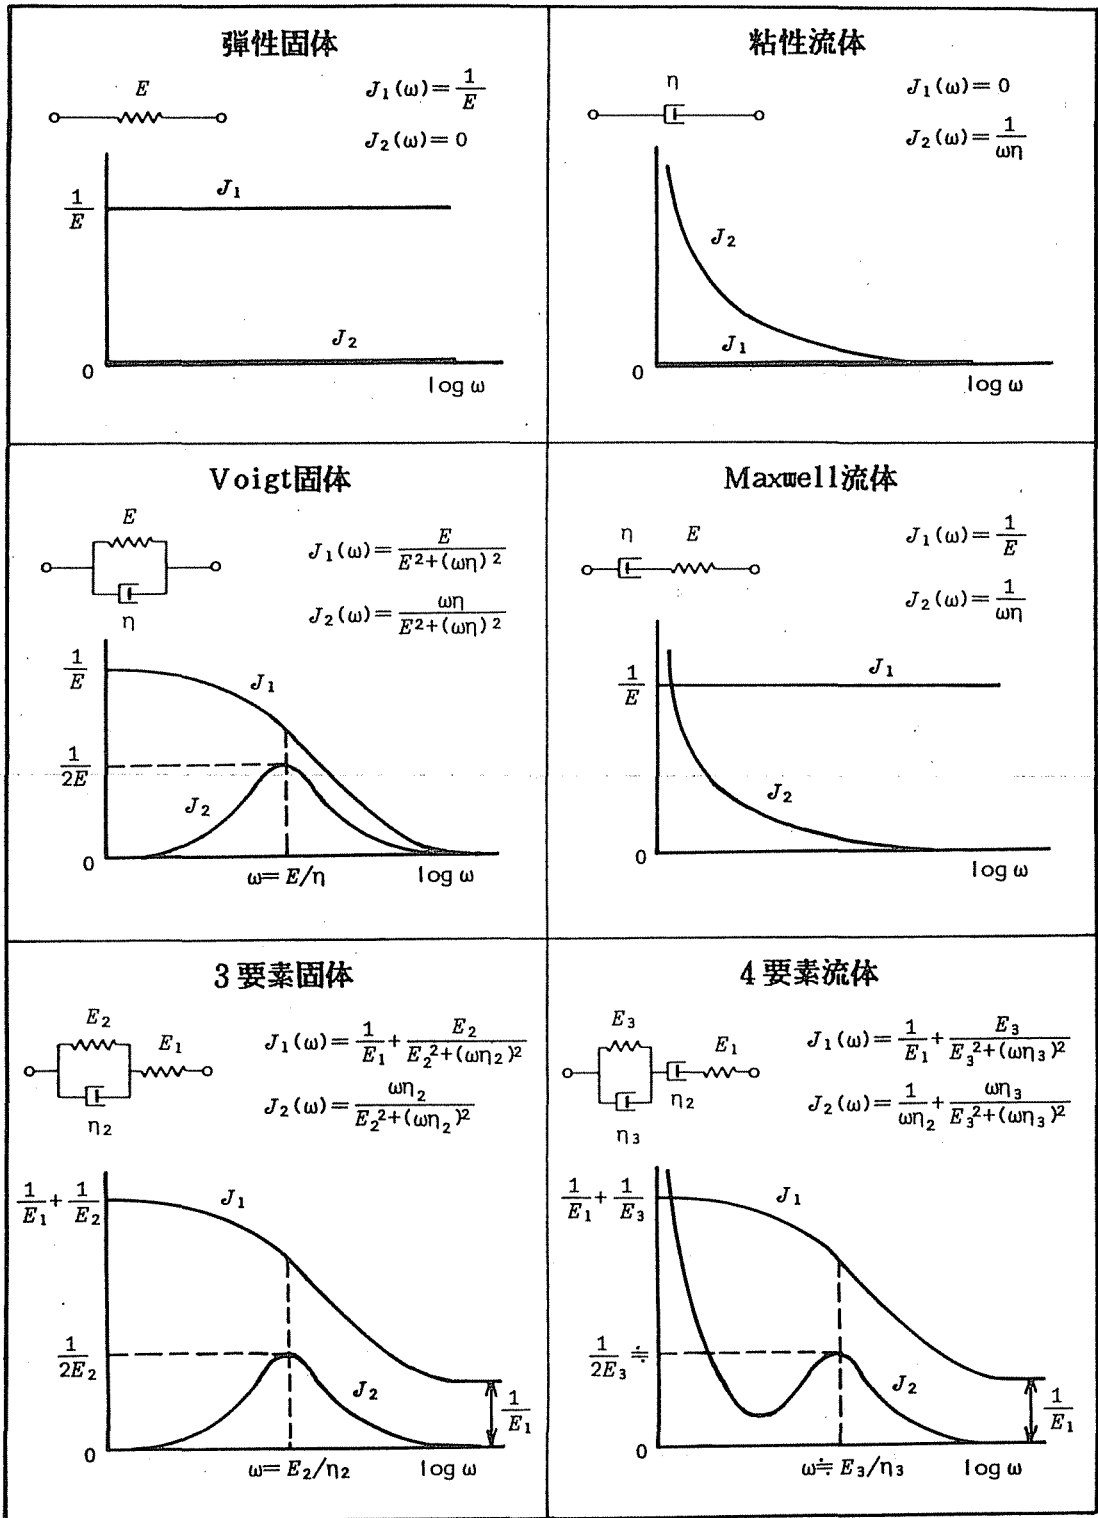 弾性固体
E
J₁(ω)=1/E
J₂(ω)=0
1/E
J₁
J₂
0
log ω
粘性流体
η
J₁(ω)=0
J₂(ω)=1/ωη
J₂
J₁
0
log ω
Voigt固体
E
η
J₁(ω)=E/E²+(ωη)²
J₂(ω)=ωη/E²+(ωη)²
1/E
J₁
1/2E
J₂
0
ω=E/η
log ω
Maxwell流体
η E
J₁(ω)=1/E
J₂(ω)=1/ωη
1/E
J₁
J₂
0
log ω
3要素固体
E₂
E₁
η₂
J₁(ω)=1/E₁+E₂/E₂²+(ωη₂)²
J₂(ω)=ωη₂/E₂²+(ωη₂)²
1/E₁+1/E₂
J₁
1/2E₂
J₂
1/E₁
0
ω=E₂/η₂
log ω
4要素流体
E₃
E₁
η₂
η₃
J₁(ω)=1/E₁+E₃/E₃²+(ωη₃)²
J₂(ω)=1/ωη₂+ωη₃/E₃²+(ωη₃)²
1/E₁+1/E₃
J₁
1/2E₃≒
J₂
1/E₁
0
ω≒E₃/η₃
log ω